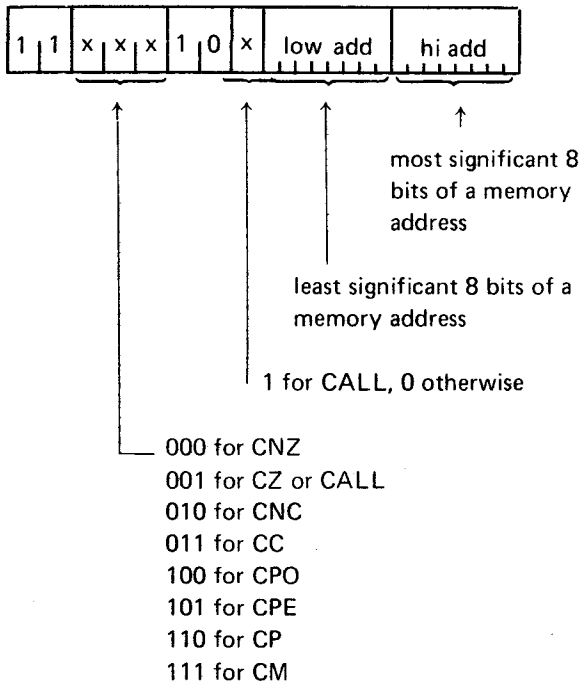 1 1 x x x 1 0 x low add hi add
most significant 8
bits of a memory
address
least significant 8 bits of a
memory address
1 for CALL, 0 otherwise
000 for CNZ
001 for CZ or CALL
010 for CNC
011 for CC
100 for CPO
101 for CPE
110 for CP
111 for CM